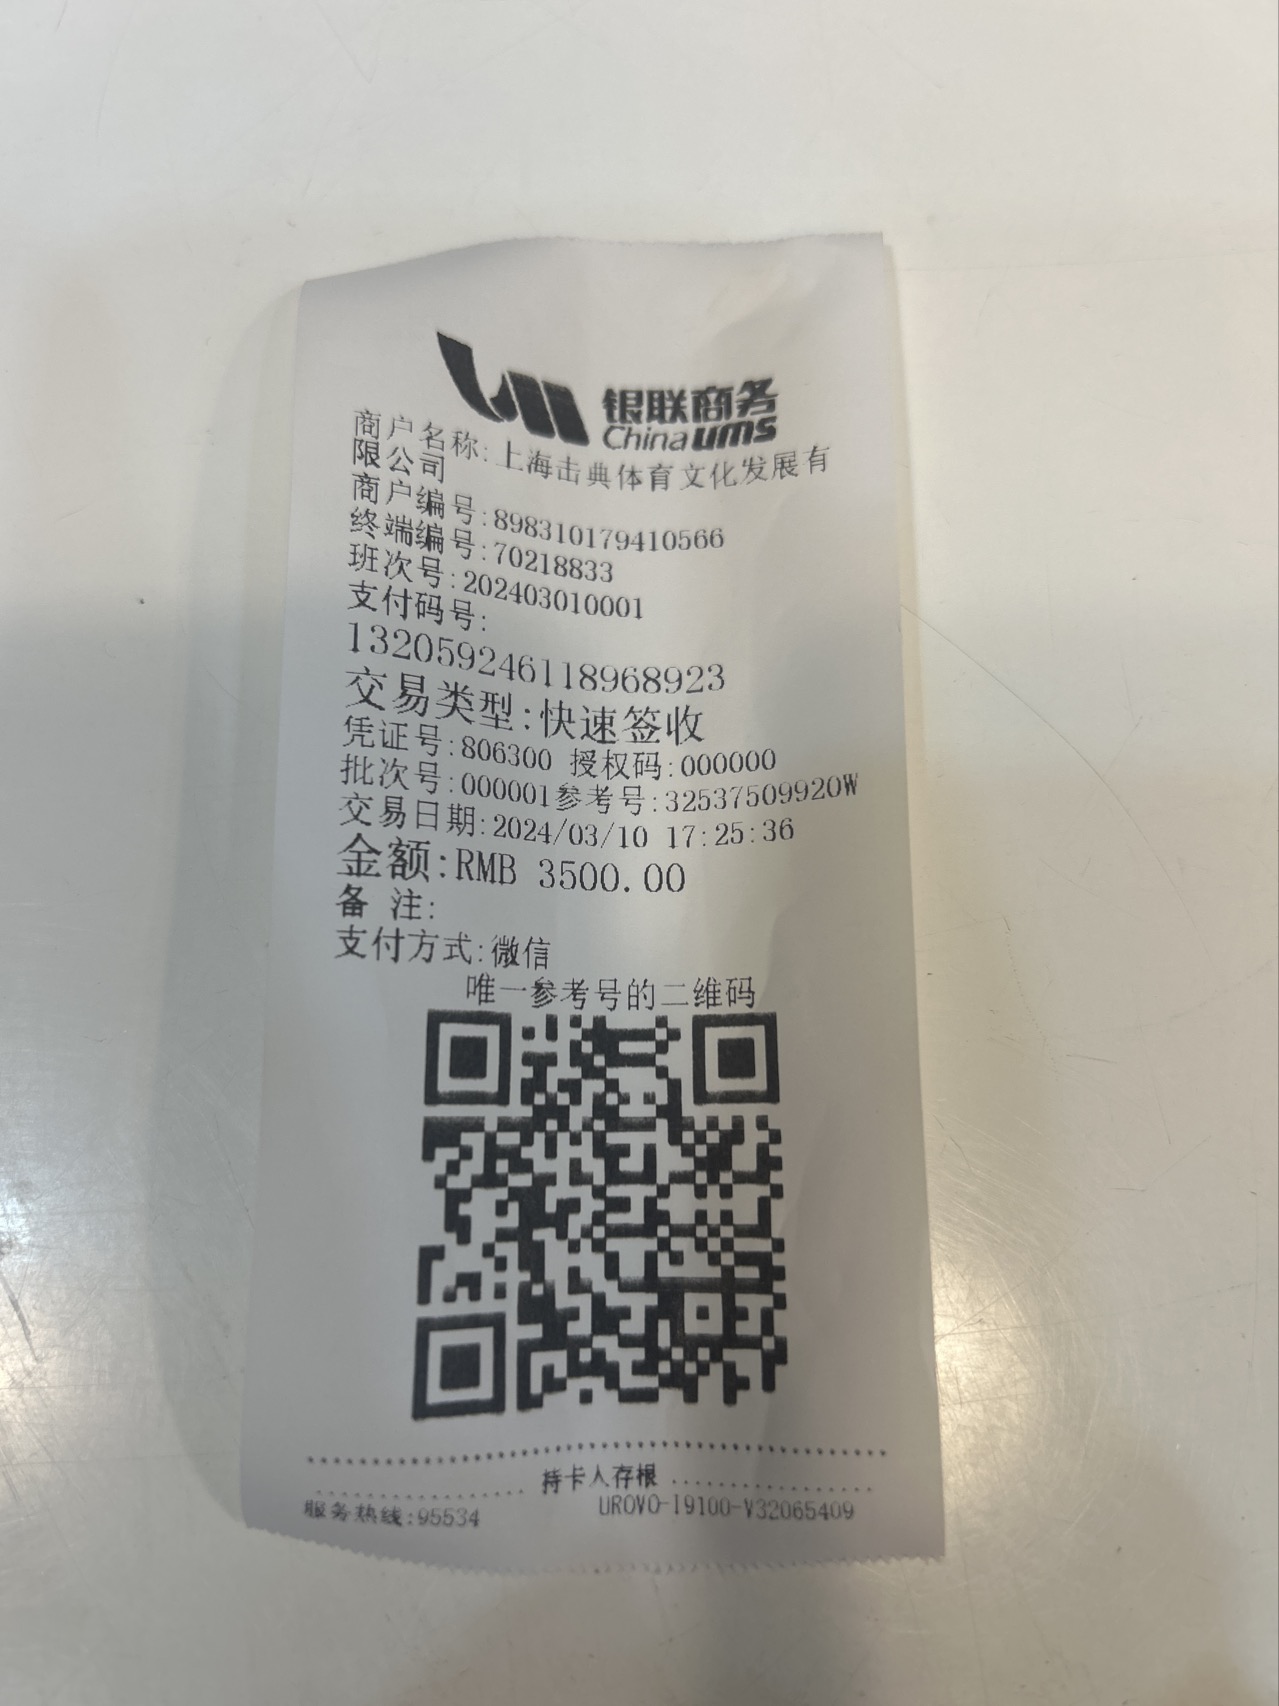 银联商务
China ums
商户名称:上海击典体育文化发展有
限公司
商户编号:898310179410566
终端编号:70218833
班次号:202403010001
支付码号:
132059246118968923
交易类型:快速签收
凭证号:806300 授权码:000000
批次号:000001参考号:32537509920W
交易日期:2024/03/10 17:25:36
金额:RMB 3500.00
备 注:
支付方式:微信
唯一参考号的二维码
持卡人存根
服务热线:95534 UROVO-I9100-V32065409